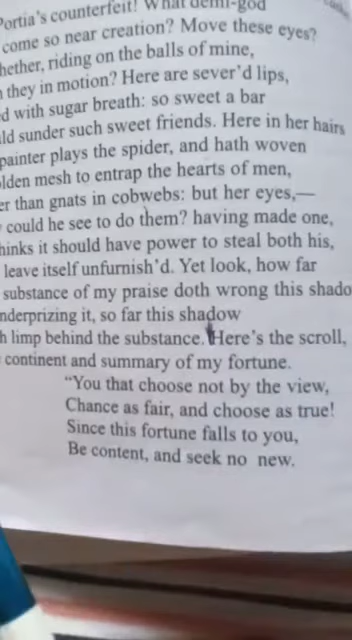 Portia's counterfeit! What demi-god
come so near creation? Move these eyes?
hether, riding on the balls of mine,
they in motion? Here are sever'd lips,
d with sugar breath: so sweet a bar
ld sunder such sweet friends. Here in her hairs
painter plays the spider, and hath woven
lden mesh to entrap the hearts of men,
er than gnats in cobwebs: but her eyes,—
could he see to do them? having made one,
hinks it should have power to steal both his,
leave itself unfurnish'd. Yet look, how far
substance of my praise doth wrong this shado
nderprizing it, so far this shadow
h limp behind the substance. Here's the scroll,
continent and summary of my fortune.
"You that choose not by the view,
Chance as fair, and choose as true!
Since this fortune falls to you,
Be content, and seek no new.